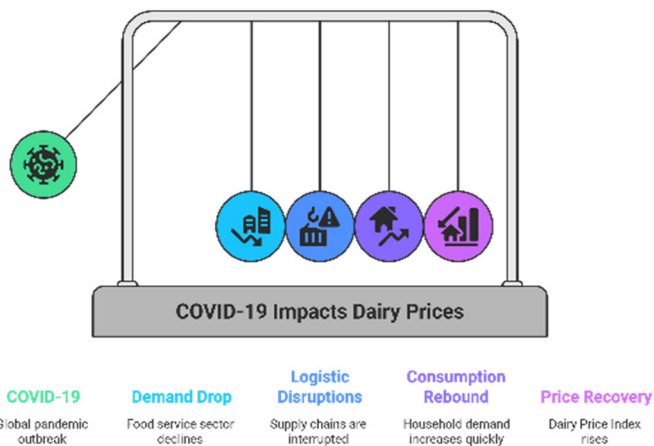 COVID-19 Impacts Dairy Prices
COVID-19
Global pandemic
outbreak
Demand Drop
Food service sector
declines
Logistic
Disruptions
Supply chains are
interrupted
Consumption
Rebound
Household demand
increases quickly
Price Recovery
Dairy Price Index
rises